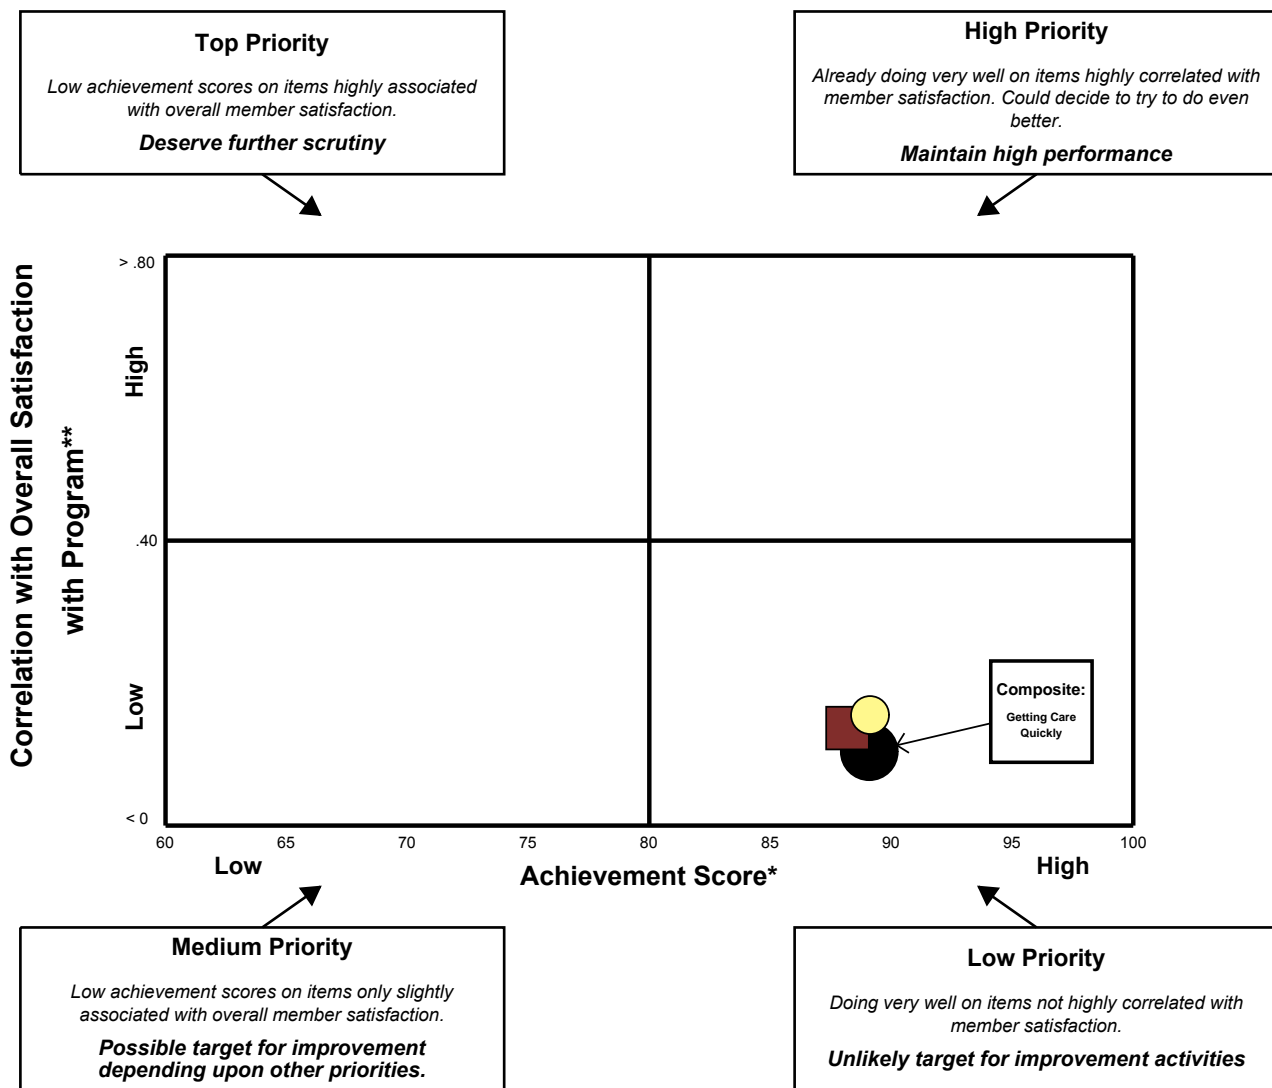 Top Priority
Low achievement scores on items highly associated
with overall member satisfaction.
Deserve further scrutiny
High Priority
Already doing very well on items highly correlated with
member satisfaction. Could decide to try to do even
better.
Maintain high performance
Correlation with Overall Satisfaction
with Program**
> .80
High
.40
Low
< 0
Composite:
Getting Care
Quickly
60 65 70 75 80 85 90 95 100
Low Achievement Score* High
Medium Priority
Low achievement scores on items only slightly
associated with overall member satisfaction.
Possible target for improvement
depending upon other priorities.
Low Priority
Doing very well on items not highly correlated with
member satisfaction.
Unlikely target for improvement activities